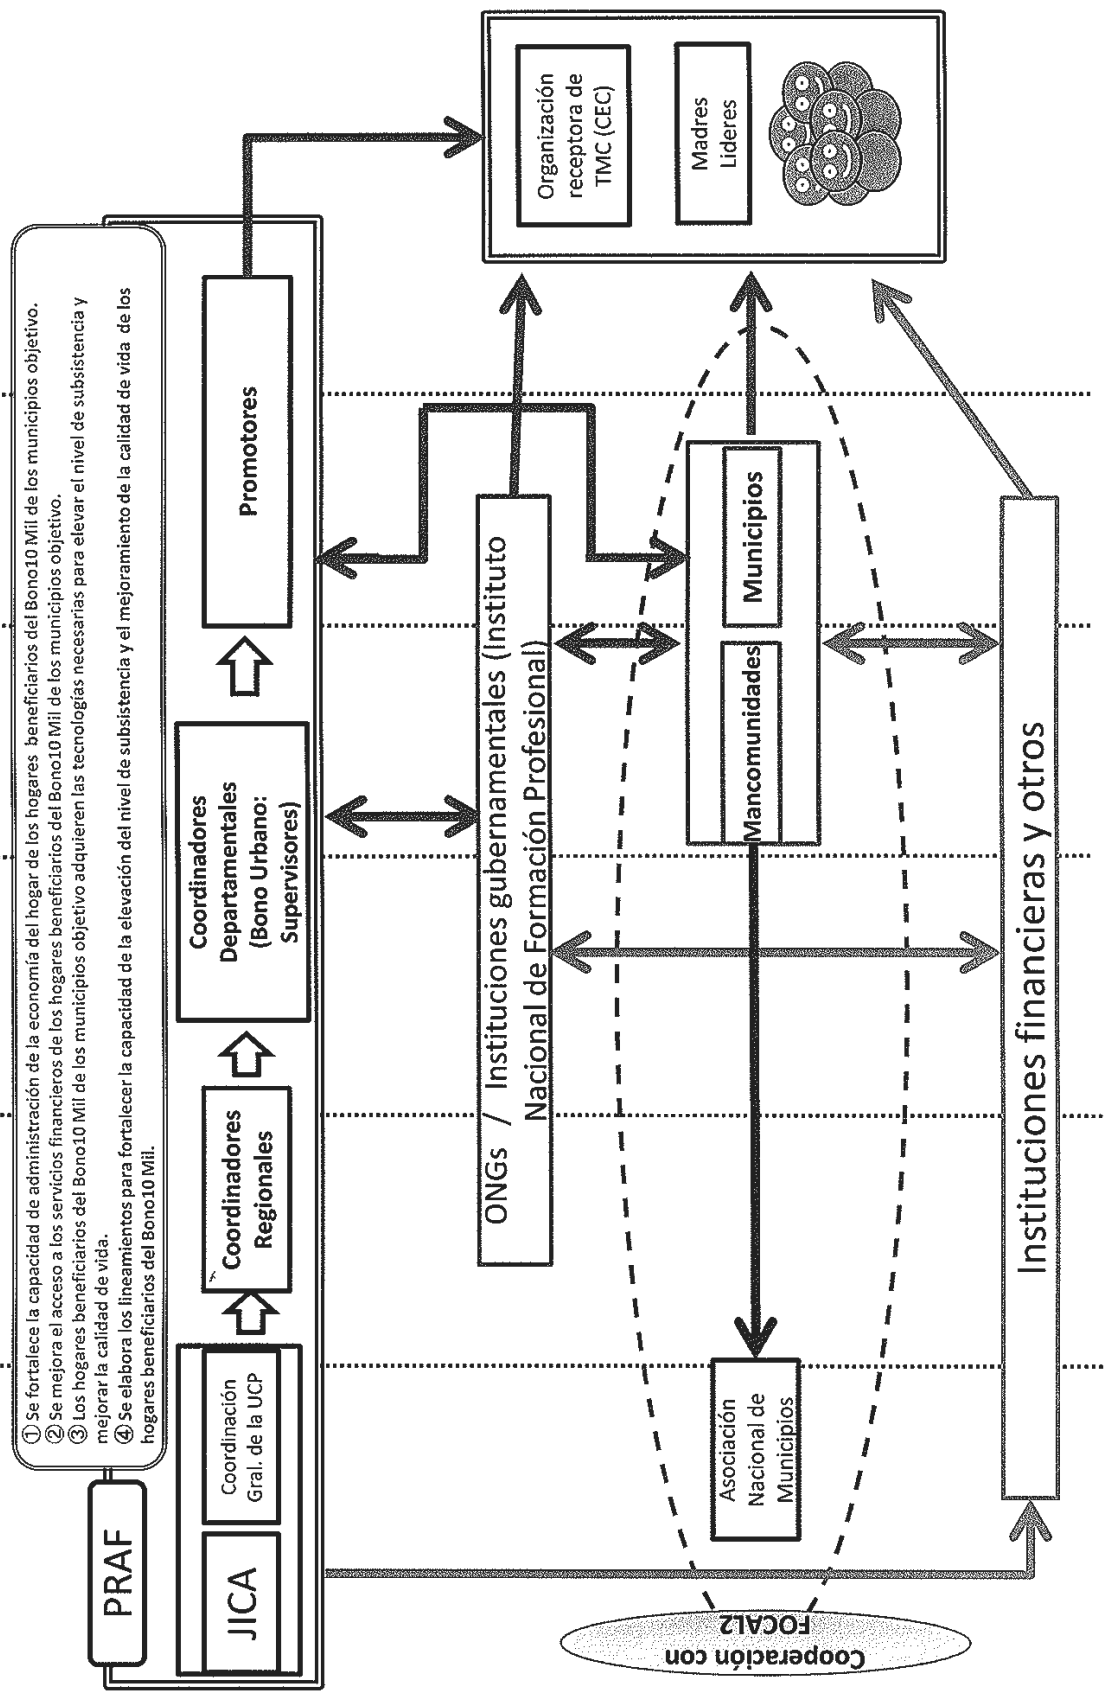 PRAF
① Se fortalece la capacidad de administración de la economía del hogar de los hogares beneficiarios del Bono10 Mil de los municipios objetivo.
② Se mejora el acceso a los servicios financieros de los hogares beneficiarios del Bono10 Mil de los municipios objetivo.
③ Los hogares beneficiarios del Bono10 Mil de los municipios objetivo adquieren las tecnologías necesarias para elevar el nivel de subsistencia y
mejorar la calidad de vida.
④ Se elabora los lineamientos para fortalecer la capacidad de la elevación del nivel de subsistencia y el mejoramiento de la calidad de vida de los
hogares beneficiarios del Bono10 Mil.
JICA
Coordinación
Gral. de la UCP
Coordinadores
Regionales
Coordinadores
Departamentales
(Bono Urbano:
Supervisores)
Promotores
ONGs / Instituciones gubernamentales (Instituto
Nacional de Formación Profesional)
Organización
receptora de
TMC (CEC)
Madres
Lideres
Cooperación con
FOCAL2
Asociación
Nacional de
Municipios
Mancomunidades
Municipios
Instituciones financieras y otros